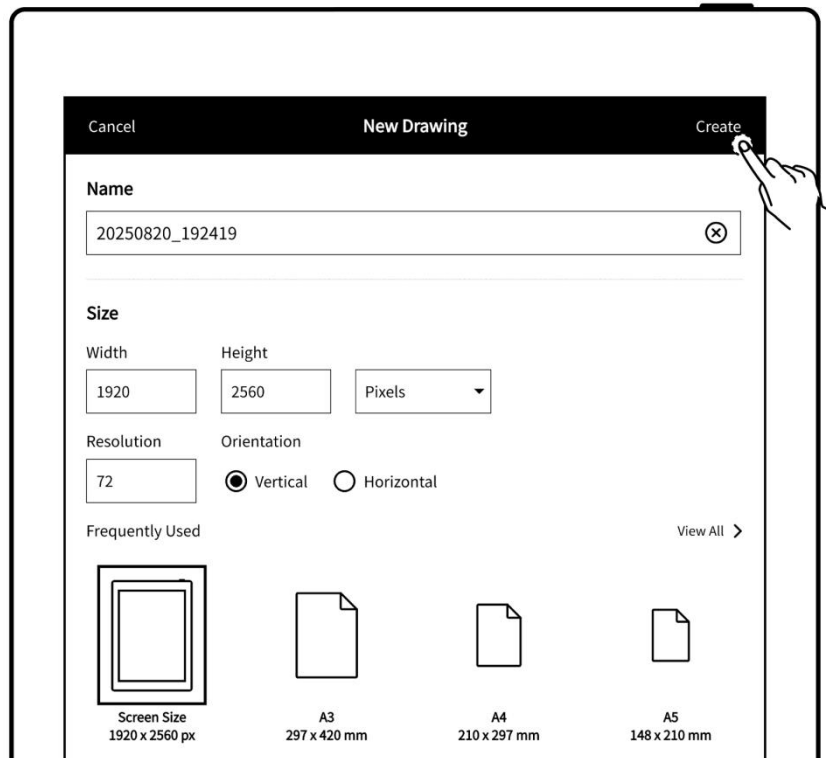 Cancel New Drawing Create
Name
20250820_192419
Size
Width Height
1920 2560 Pixels
Resolution Orientation
72 Vertical Horizontal
Frequently Used View All
Screen Size A3 A4 A5
1920 x 2560 px 297 x 420 mm 210 x 297 mm 148 x 210 mm